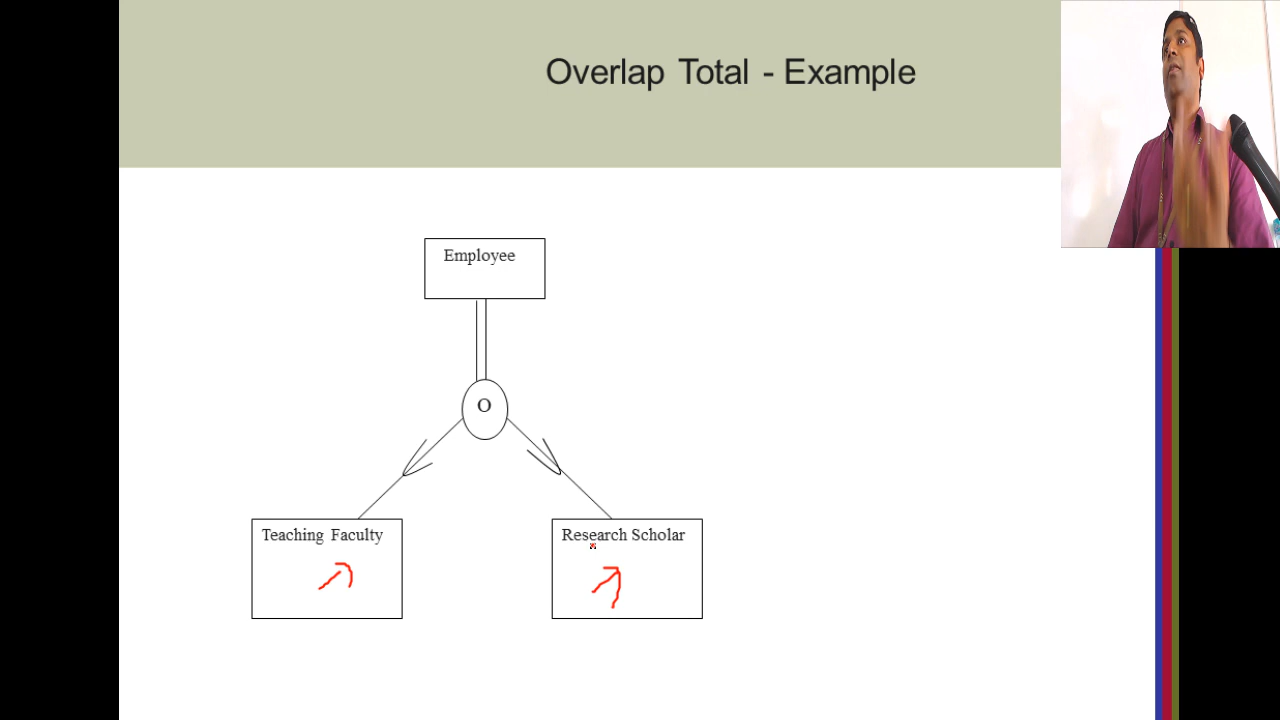 Overlap Total - Example
Employee
O
Teaching Faculty
Research Scholar